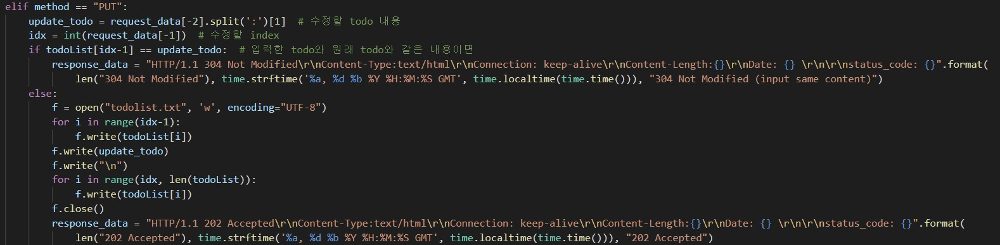 elif method == "PUT":
update_todo = request_data[-2].split(':')[1]  # 수정할 todo 내용
idx = int(request_data[-1])  # 수정할 index
if todoList[idx-1] == update_todo:  # 입력한 todo와 원래 todo와 같은 내용이면
response_data = "HTTP/1.1 304 Not Modified\r\nContent-Type:text/html\r\nConnection: keep-alive\r\nContent-Length:{}\r\nDate: {} \r\n\r\nstatus_code: {}".format(
len("304 Not Modified"), time.strftime('%a, %d %b %Y %H:%M:%S GMT', time.localtime(time.time())), "304 Not Modified (input same content)")
else:
f = open("todolist.txt", 'w', encoding="UTF-8")
for i in range(idx-1):
f.write(todoList[i])
f.write(update_todo)
f.write("\n")
for i in range(idx, len(todoList)):
f.write(todoList[i])
f.close()
response_data = "HTTP/1.1 202 Accepted\r\nContent-Type:text/html\r\nConnection: keep-alive\r\nContent-Length:{}\r\nDate: {} \r\n\r\nstatus_code: {}".format(
len("202 Accepted"), time.strftime('%a, %d %b %Y %H:%M:%S GMT', time.localtime(time.time())), "202 Accepted")